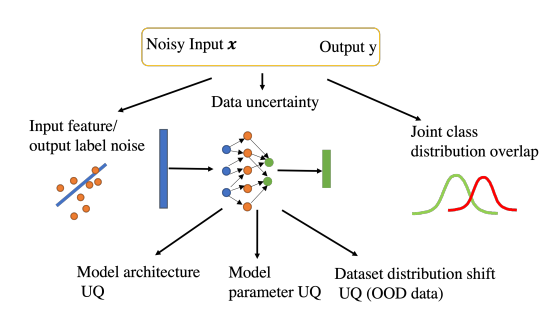 Noisy Input x
Output y
Data uncertainty
Input feature/
output label noise
Joint class
distribution overlap
Model architecture
UQ
Model
parameter UQ
Dataset distribution shift
UQ (OOD data)